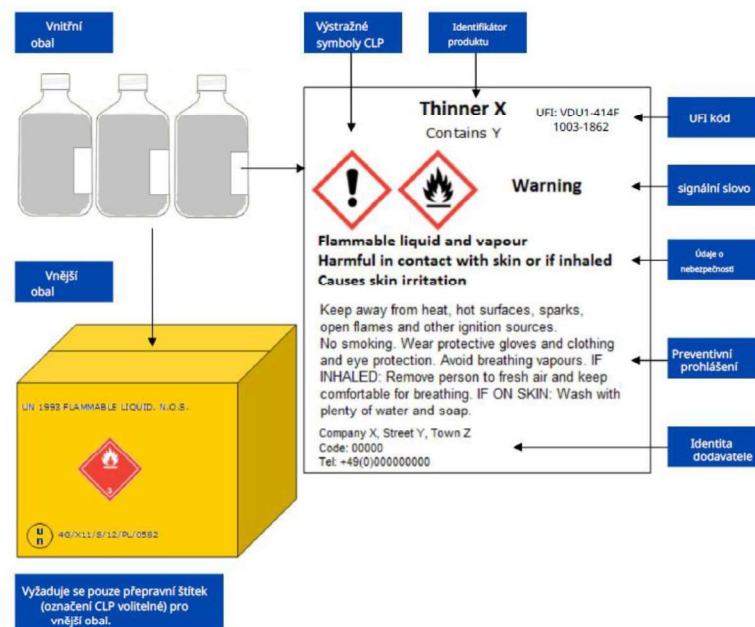 Vnitřní
obal
Výstražné
symboly CLP
Identifikátor
produktu
Thinner X
Contains Y
UFI: VDU1-414F
1003-1862
UFI kód
Warning
signální slovo
Flammable liquid and vapour
Harmful in contact with skin or if inhaled
Causes skin irritation
Údaje o
nebezpečnosti
Vnější
obal
Keep away from heat, hot surfaces, sparks,
open flames and other ignition sources.
No smoking. Wear protective gloves and clothing
and eye protection. Avoid breathing vapours. IF
INHALED: Remove person to fresh air and keep
comfortable for breathing. IF ON SKIN: Wash with
plenty of water and soap.
Preventivní
prohlášení
Company X, Street Y, Town Z
Code: 00000
Tel: +49(0)000000000
Identita
dodavatele
UN 1993 FLAMMABLE LIQUID. N.O.S.
3
u
n
4G/X11/S/12/PL/0582
Vyžaduje se pouze přepravní štítek
(označení CLP volitelné) pro
vnější obal.